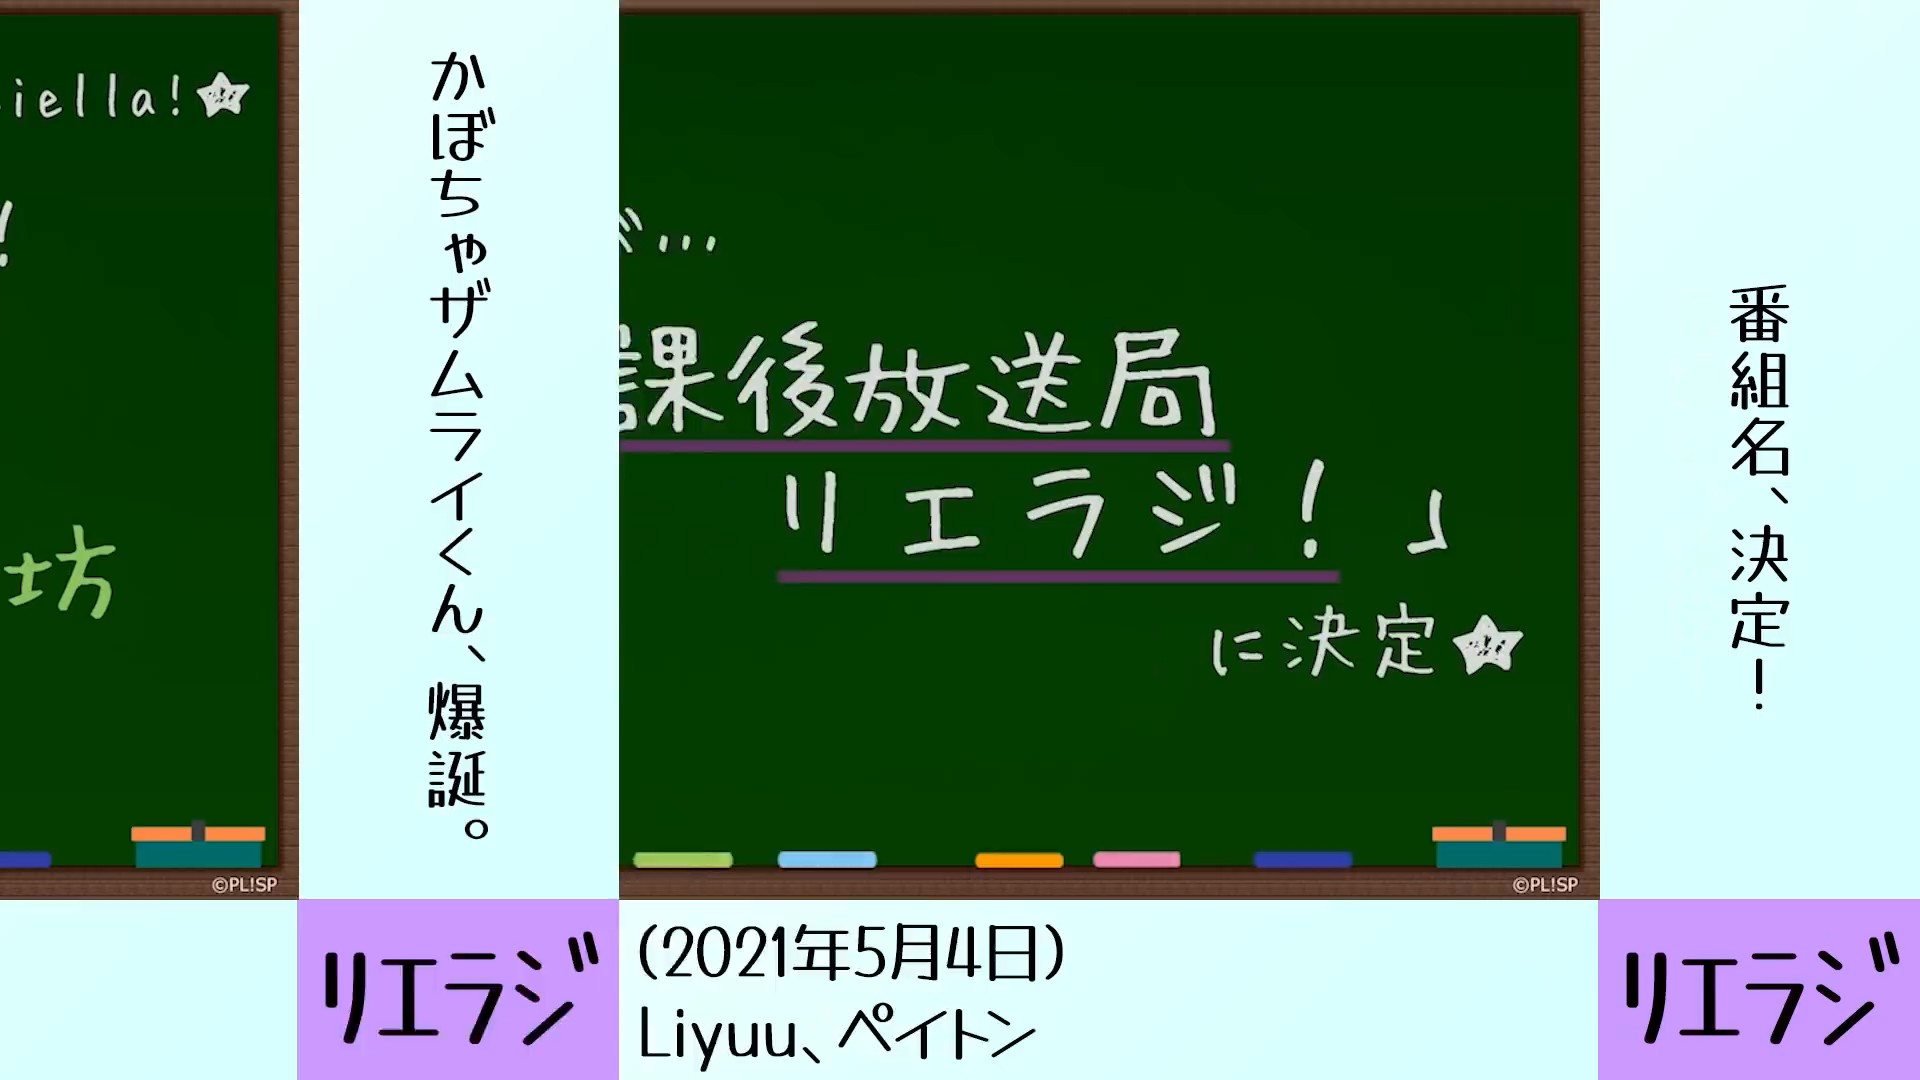 iella!★
!
坊
©PL!SP
かぼちゃザムライくん、爆誕。
リエラジ
…
課後放送局
リエラジ!」
に決定★
©PL!SP
(2021年5月4日)
Liyuu、ペイトン
番組名、決定!
リエラジ